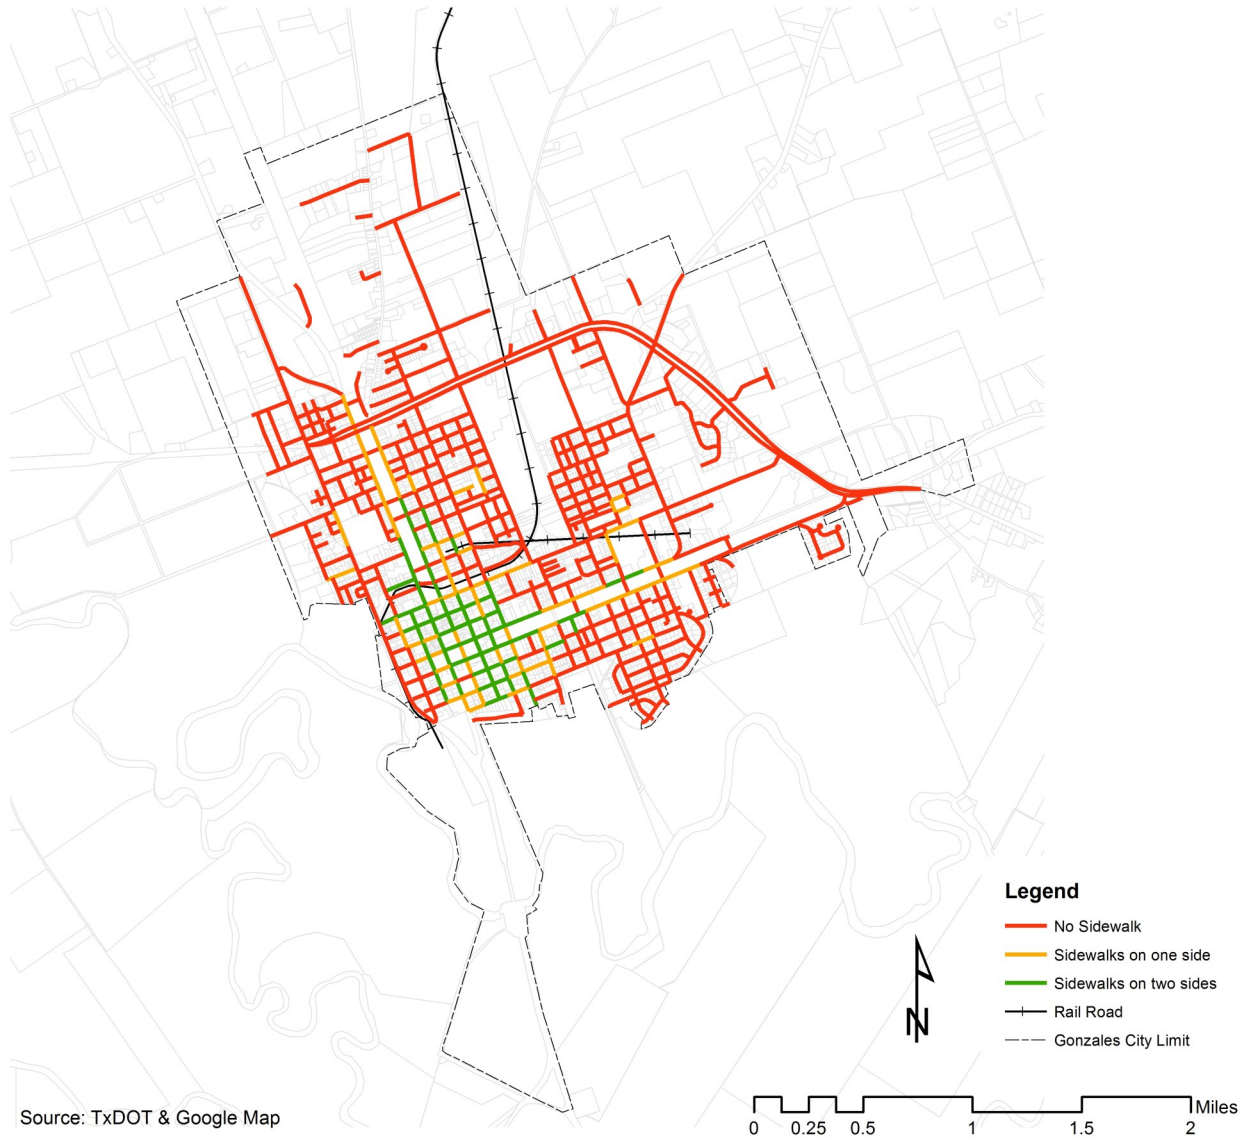 Legend
No Sidewalk
Sidewalks on one side
Sidewalks on two sides
Rail Road
Gonzales City Limit
N
Source: TxDOT & Google Map
Miles
0 0.25 0.5 1 1.5 2